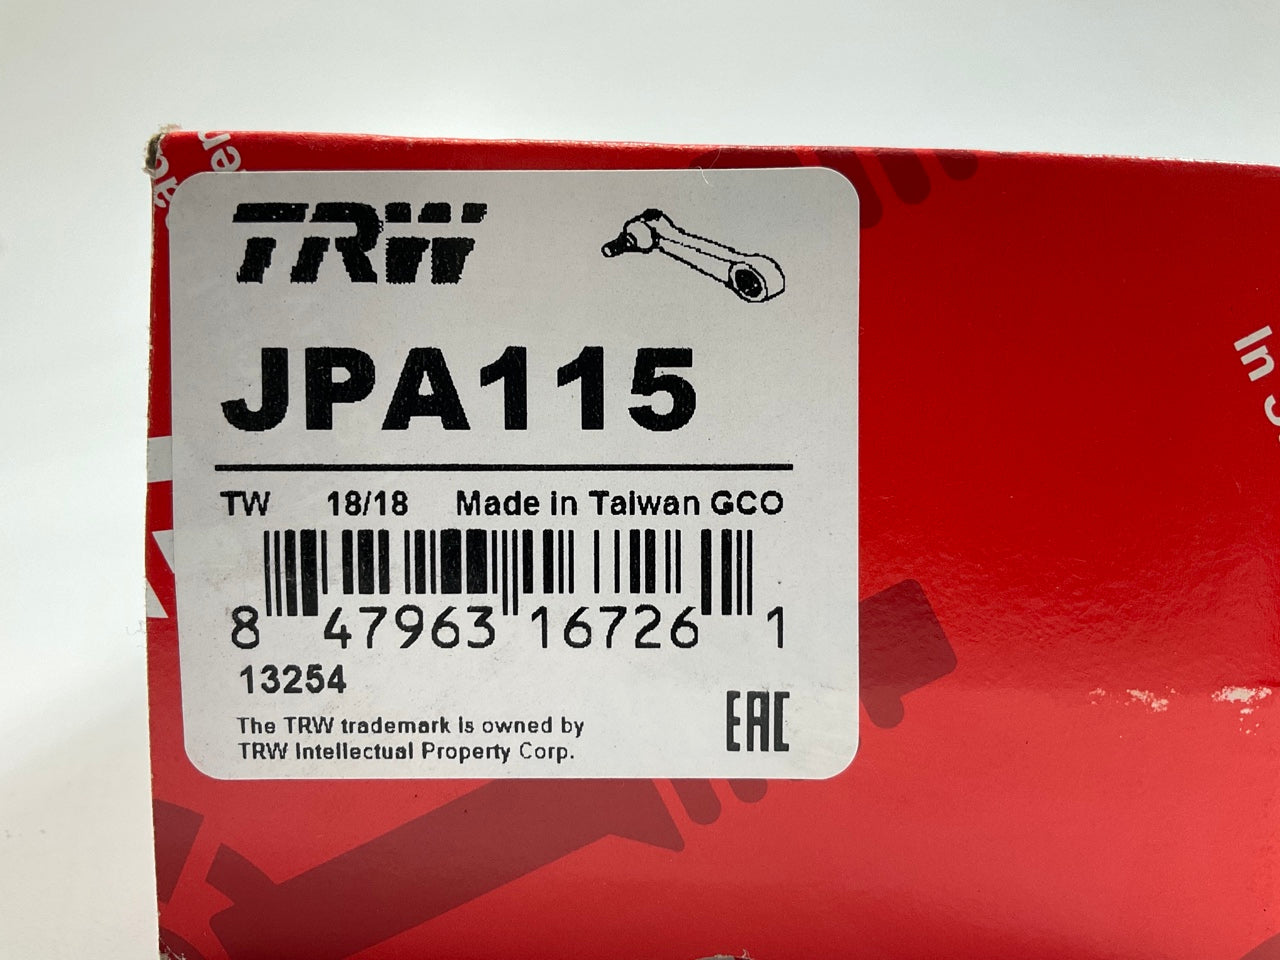 TRW
JPA115
TW 18/18 Made in Taiwan GCO
8 47963 16726 1
13254
The TRW trademark is owned by
TRW Intellectual Property Corp.
EAC
In